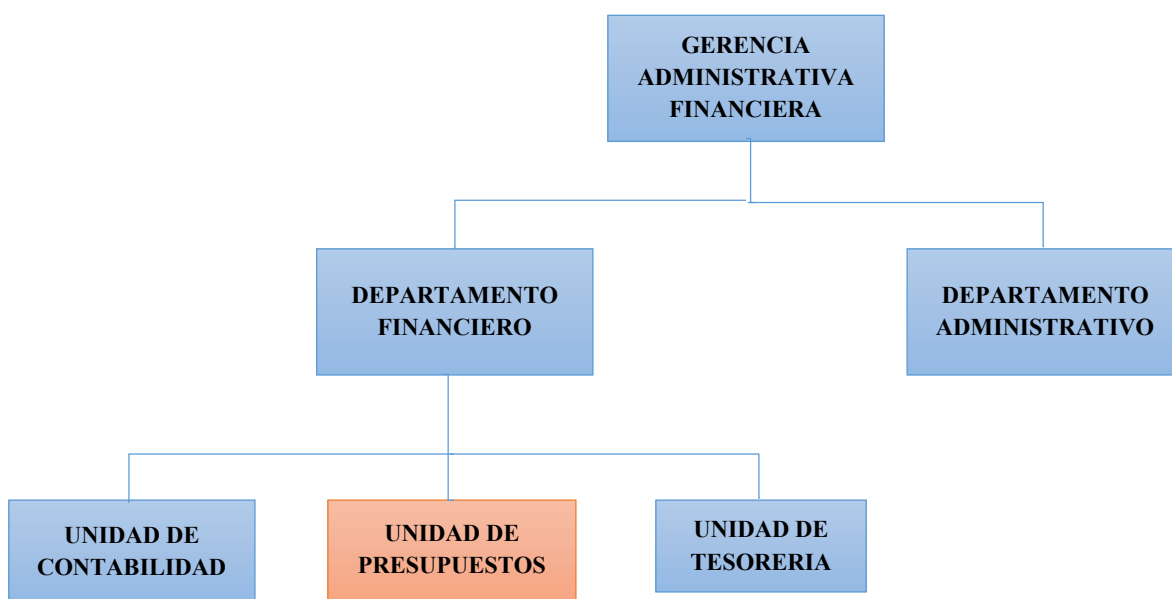 GERENCIA
ADMINISTRATIVA
FINANCIERA
DEPARTAMENTO
FINANCIERO
DEPARTAMENTO
ADMINISTRATIVO
UNIDAD DE
CONTABILIDAD
UNIDAD DE
PRESUPUESTOS
UNIDAD DE
TESORERIA